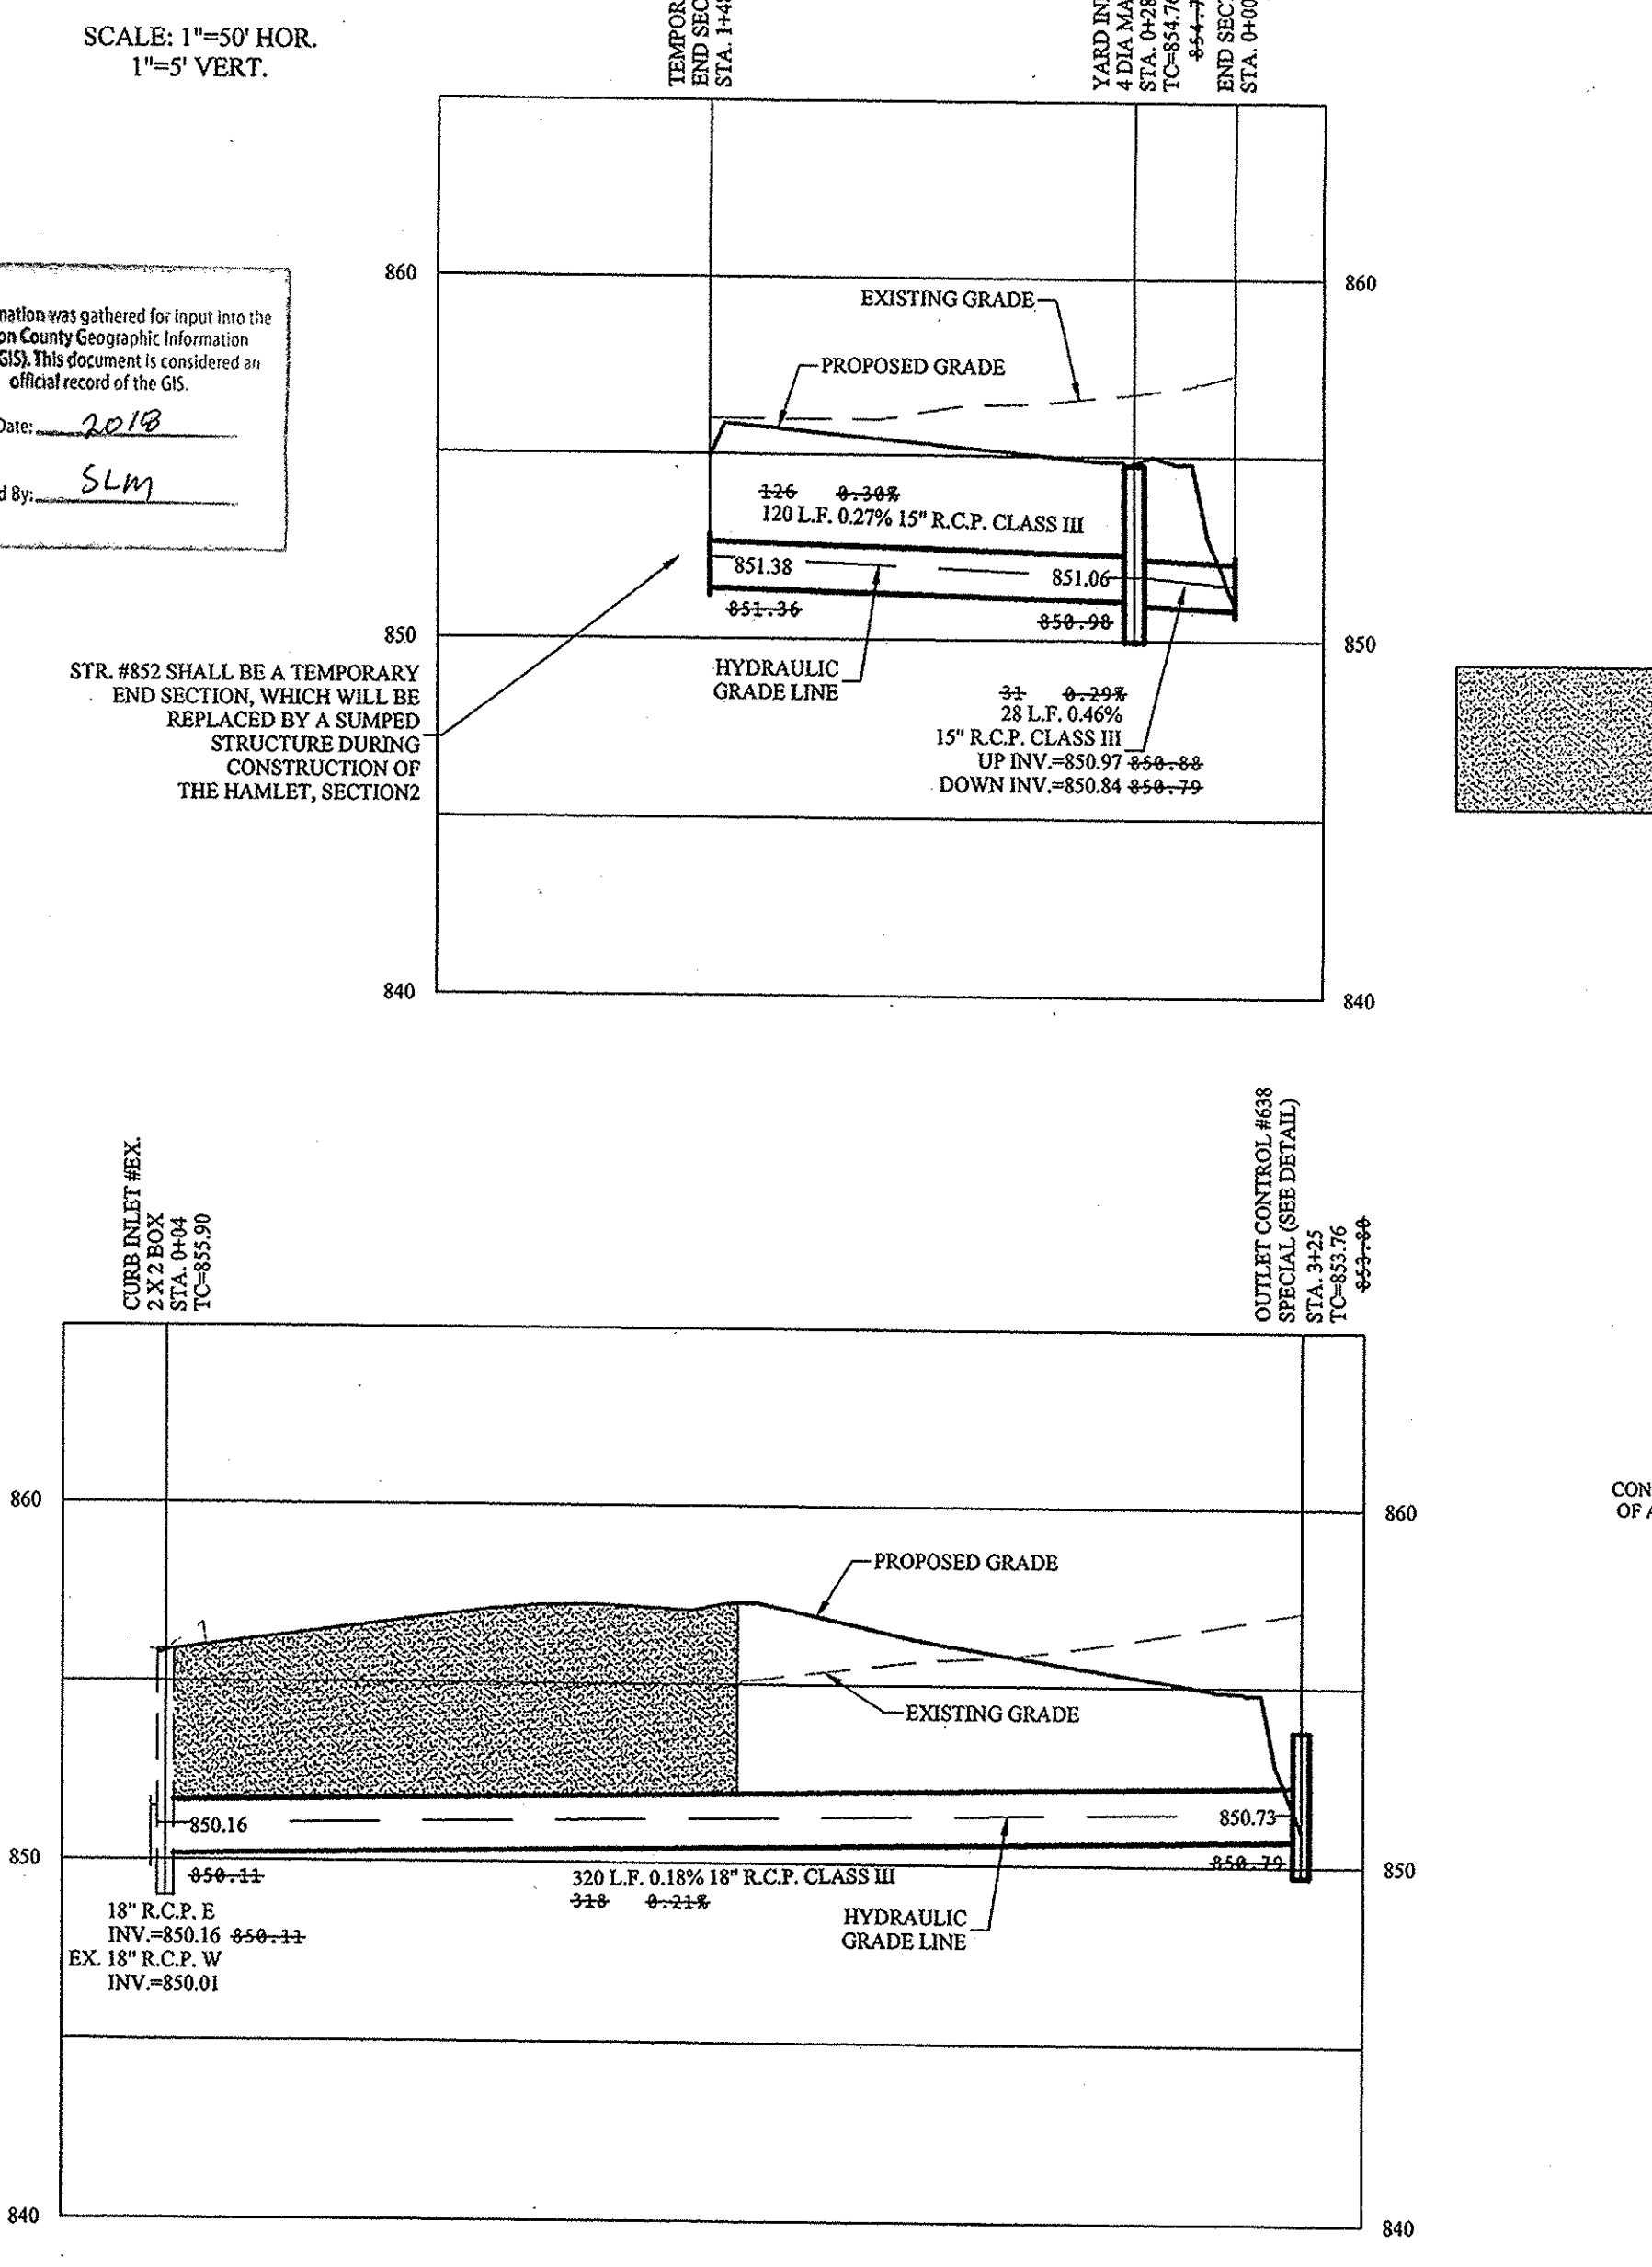 SCALE: 1"=50' HOR.
1"=5' VERT.
TEMPOR
END SEC
STA. 1+48
YARD IN
4 DIA MA
STA. 0+28
TC=854.76
854.7
END SEC
STA. 0+00
nation was gathered for input into the
on County Geographic Information
GIS). This document is considered an
official record of the GIS.
Date: 2018
d By: SLM
860
860
EXISTING GRADE
PROPOSED GRADE
126 0.30%
120 L.F. 0.27% 15" R.C.P. CLASS III
851.38
851.06
851.36
850.98
850
850
HYDRAULIC
GRADE LINE
STR. #852 SHALL BE A TEMPORARY
END SECTION, WHICH WILL BE
REPLACED BY A SUMPED
STRUCTURE DURING
CONSTRUCTION OF
THE HAMLET, SECTION2
31 0.29%
28 L.F. 0.46%
15" R.C.P. CLASS III
UP INV.=850.97 850.88
DOWN INV.=850.84 850.79
840
840
CURB INLET #EX.
2 X 2 BOX
STA. 0+04
TC=855.90
OUTLET CONTROL #638
SPECIAL (SEE DETAIL)
STA. 3+25
TC=853.76
853.80
860
860
CON
OF A
PROPOSED GRADE
EXISTING GRADE
850.16
850.73
850
850
850.11
850.79
320 L.F. 0.18% 18" R.C.P. CLASS III
318 0.21%
18" R.C.P. E
INV.=850.16 850.11
EX. 18" R.C.P. W
INV.=850.01
HYDRAULIC
GRADE LINE
840
840